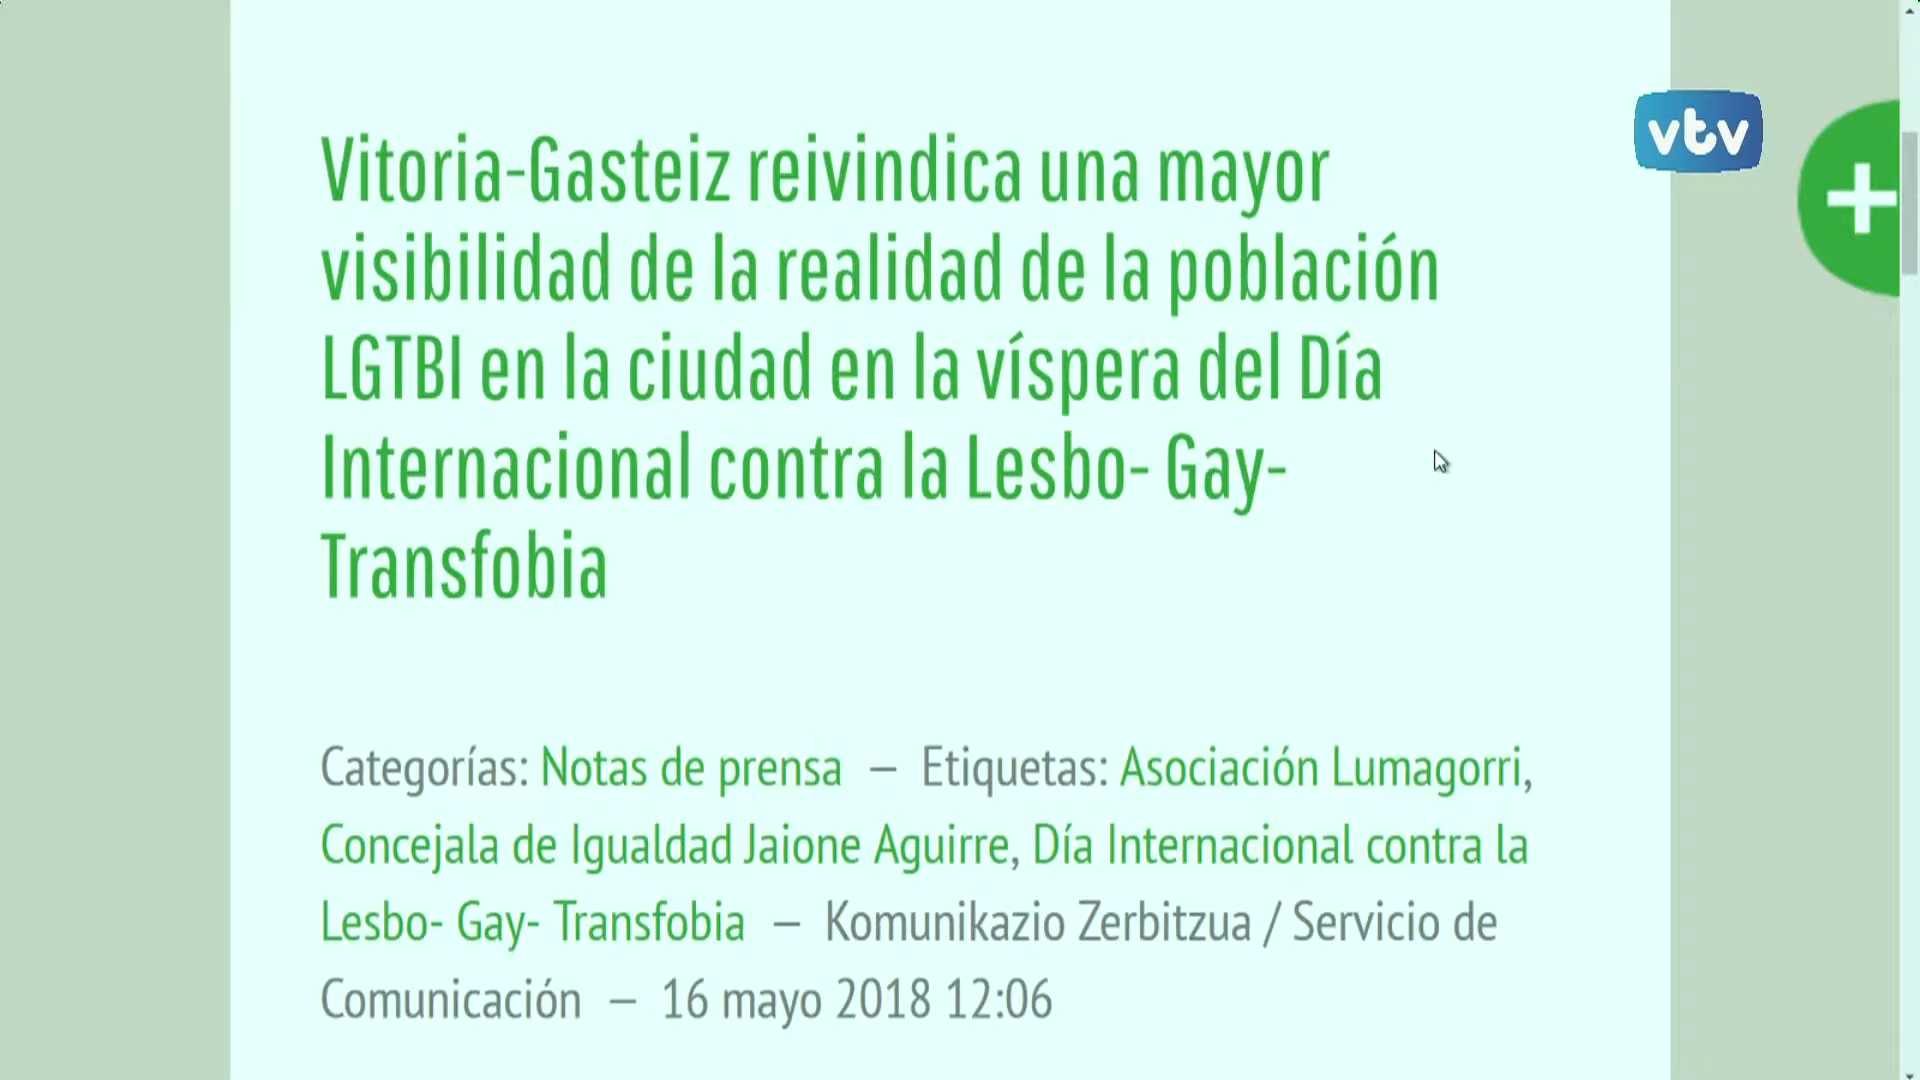 vtv
Vitoria-Gasteiz reivindica una mayor
visibilidad de la realidad de la población
LGTBI en la ciudad en la víspera del Día
Internacional contra la Lesbo- Gay-
Transfobia
Categorías: Notas de prensa — Etiquetas: Asociación Lumagorri,
Concejala de Igualdad Jaione Aguirre, Día Internacional contra la
Lesbo- Gay- Transfobia — Komunikazio Zerbitzua / Servicio de
Comunicación — 16 mayo 2018 12:06